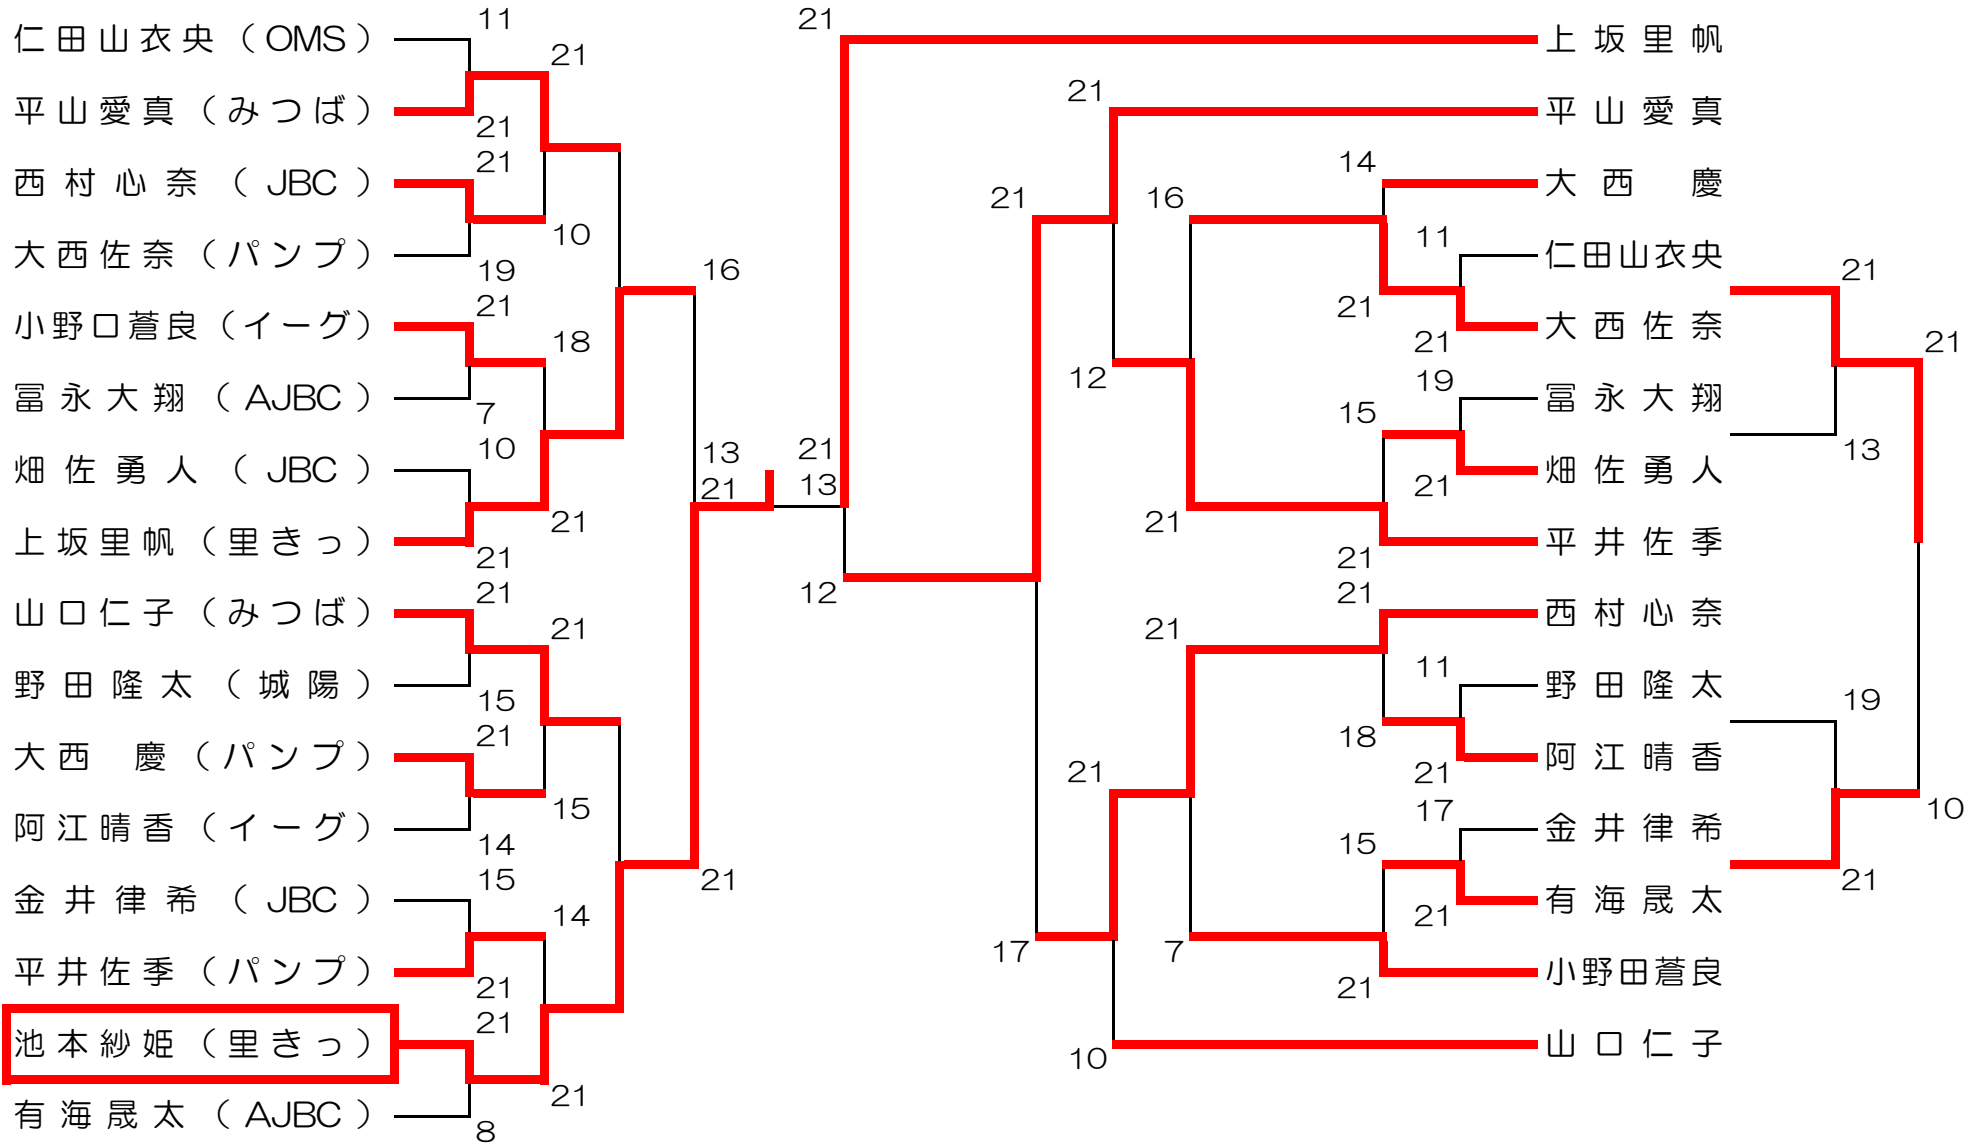 仁田山衣央（OMS）
平山愛真（みつば）
西村心奈（JBC）
大西佐奈（パンプ）
小野口蒼良（イーグ）
冨永大翔（AJBC）
畑佐勇人（JBC）
上坂里帆（里きっ）
山口仁子（みつば）
野田隆太（城陽）
大西　慶（パンプ）
阿江晴香（イーグ）
金井律希（JBC）
平井佐季（パンプ）
池本紗姫（里きっ）
有海晟太（AJBC）
11
21
21
19
21
7
10
21
21
15
21
14
15
21
21
8
21
10
18
21
21
15
14
21
16
13
21
21
21
21
13
12
上坂里帆
平山愛真
大西　慶
仁田山衣央
大西佐奈
冨永大翔
畑佐勇人
平井佐季
西村心奈
野田隆太
阿江晴香
金井律希
有海晟太
小野田蒼良
山口仁子
21
17
21
12
21
10
16
21
21
7
14
21
15
21
21
18
15
21
11
21
19
21
11
21
17
21
21
13
19
21
21
10